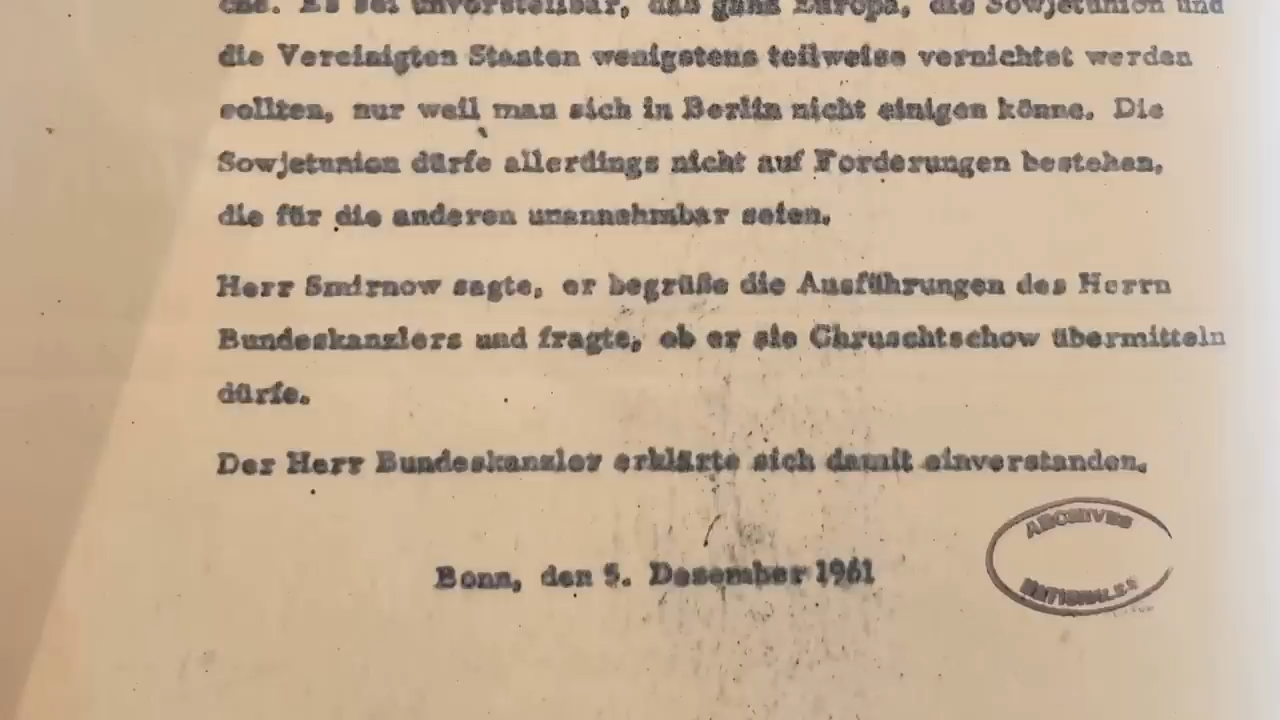 che. Es sei unvorstellbar, daß ganz Europa, die Sowjetunion und
die Vereinigten Staaten wenigstens teilweise vernichtet werden
sollten, nur weil man sich in Berlin nicht einigen könne. Die
Sowjetunion dürfe allerdings nicht auf Forderungen bestehen,
die für die anderen unannehmbar seien.
Herr Smirnow sagte, er begrüße die Ausführungen des Herrn
Bundeskanzlers und fragte, ob er sie Chruschtschow übermitteln
dürfe.
Der Herr Bundeskanzler erklärte sich damit einverstanden.
ARCHIVES
NATIONALES
Bonn, den 5. Dezember 1961